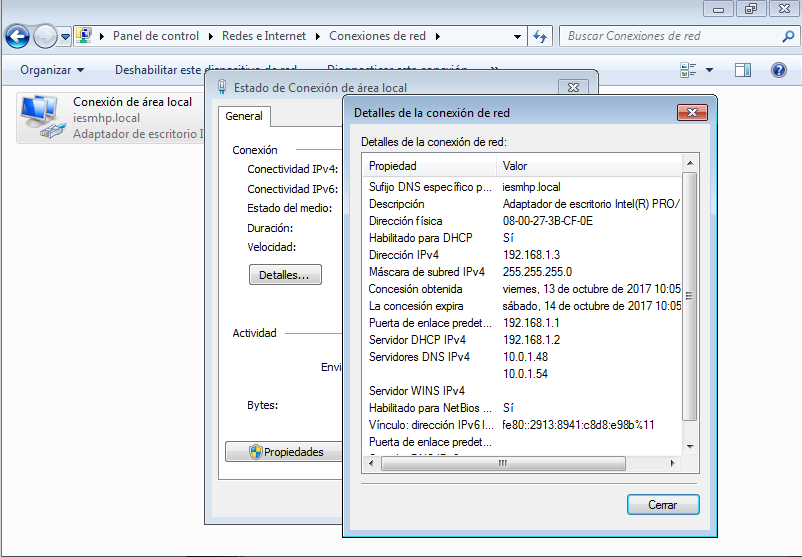 Panel de control
Redes e Internet
Conexiones de red
Buscar Conexiones de red
Organizar
Deshabilitar este dispositivo de red
Diagnosticar esta conexión
»
Conexión de área local
iesmhp.local
Adaptador de escritorio I
Estado de Conexión de área local
General
Conexión
Conectividad IPv4:
Conectividad IPv6:
Estado del medio:
Duración:
Velocidad:
Detalles...
Actividad
Envi
Bytes:
Propiedades
Detalles de la conexión de red
Detalles de la conexión de red:
Propiedad Valor
Sufijo DNS específico p... iesmhp.local
Descripción Adaptador de escritorio Intel(R) PRO/
Dirección física 08-00-27-3B-CF-0E
Habilitado para DHCP Sí
Dirección IPv4 192.168.1.3
Máscara de subred IPv4 255.255.255.0
Concesión obtenida viernes, 13 de octubre de 2017 10:05
La concesión expira sábado, 14 de octubre de 2017 10:05
Puerta de enlace predet... 192.168.1.1
Servidor DHCP IPv4 192.168.1.2
Servidores DNS IPv4 10.0.1.48
10.0.1.54
Servidor WINS IPv4
Habilitado para NetBios ... Sí
Vínculo: dirección IPv6 l... fe80::2913:8941:c8d8:e98b%11
Puerta de enlace predet...
Cerrar